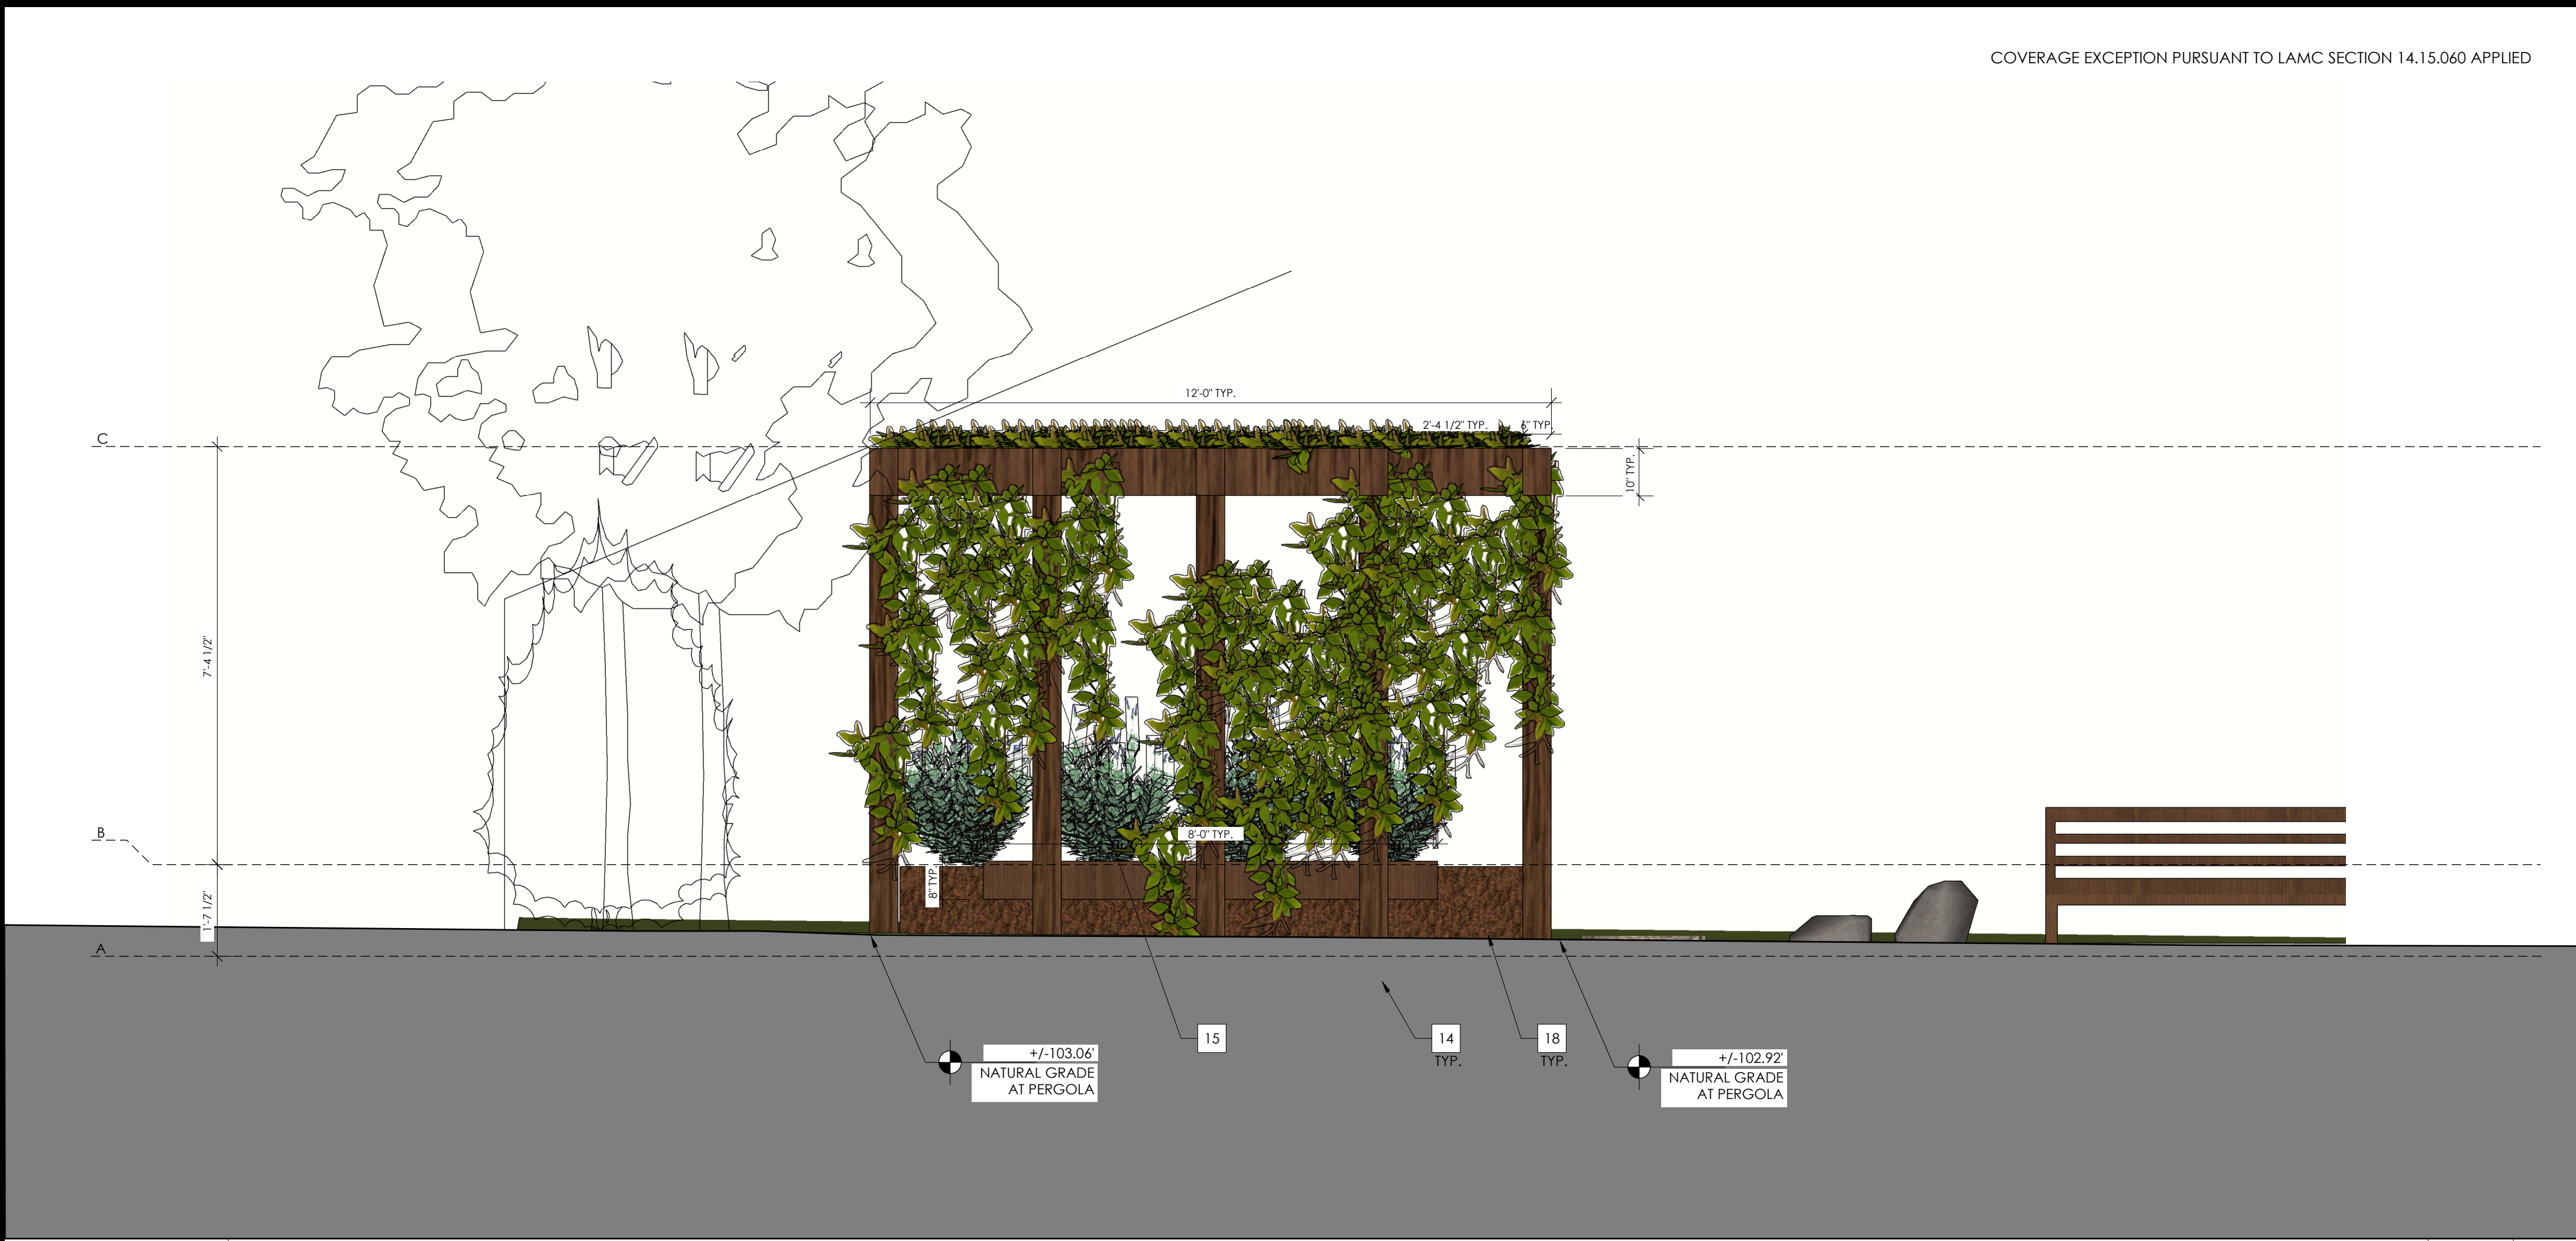 COVERAGE EXCEPTION PURSUANT TO LAMC SECTION 14.15.060 APPLIED
12'-0" TYP.
2'-4 1/2" TYP.
6" TYP.
C
10" TYP.
7'-4 1/2"
B
8'-0" TYP.
8" TYP.
1'-7 1/2"
A
15
14
TYP.
18
TYP.
+/-103.06'
NATURAL GRADE
AT PERGOLA
+/-102.92'
NATURAL GRADE
AT PERGOLA